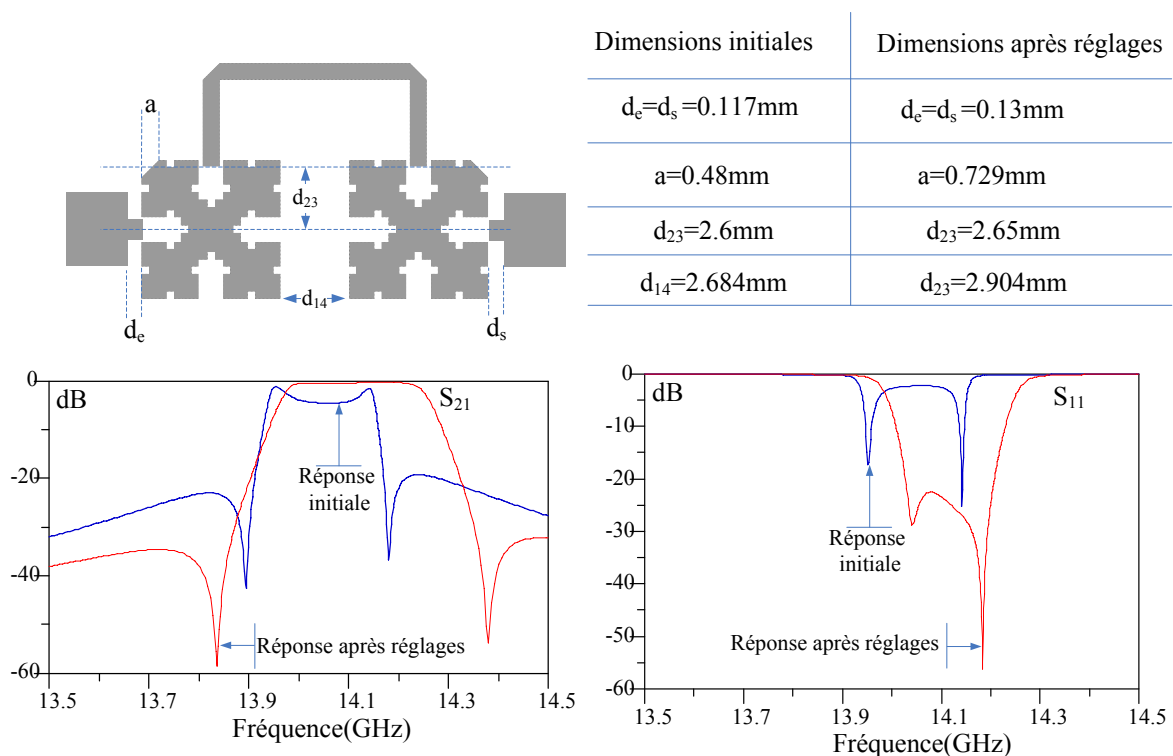 a
d23
d14
de
ds
Dimensions initiales
Dimensions après réglages
de=ds =0.117mm
de=ds =0.13mm
a=0.48mm
a=0.729mm
d23=2.6mm
d23=2.65mm
d14=2.684mm
d23=2.904mm
0
-20
-40
-60
dB
S21
Réponse
initiale
Réponse après réglages
13.5
13.7
13.9
14.1
14.3
14.5
Fréquence(GHz)
0
-10
-20
-30
-40
-50
-60
dB
S11
Réponse
initiale
Réponse après réglages
13.5
13.7
13.9
14.1
14.3
14.5
Fréquence(GHz)